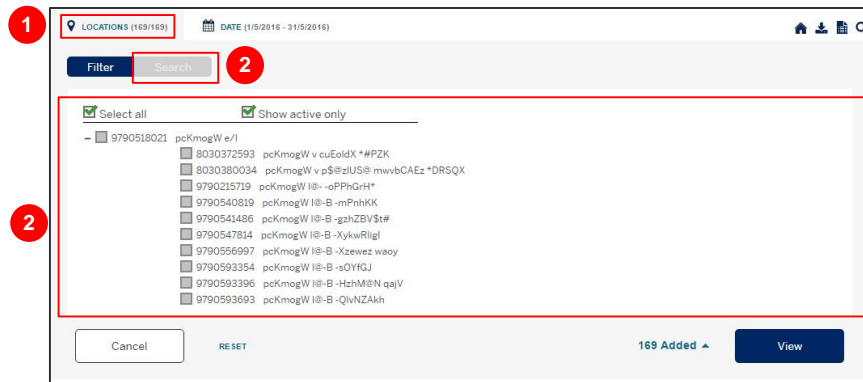 1 LOCATIONS (169/169) DATE (1/5/2016 - 31/5/2016)
Filter Search 2
Select all Show active only
9790518021 pcKmogW e/l
8030372593 pcKmogW v cuEoldX *#PZK
8030380034 pcKmogW v p$@zlUS@ mwvbCAEz *DRSQX
9790215719 pcKmogW l@- -oPPhGrH*
9790540819 pcKmogW l@-B -mPnhKK
2 9790541486 pcKmogW l@-B -gzhZBV$t#
9790547814 pcKmogW l@-B -XykwRligl
9790556997 pcKmogW l@-B -Xzewez waoy
9790593354 pcKmogW l@-B -sOYfGJ
9790593396 pcKmogW l@-B -HzhM@N qajV
9790593693 pcKmogW l@-B -QlvNZAkh
Cancel RESET 169 Added View